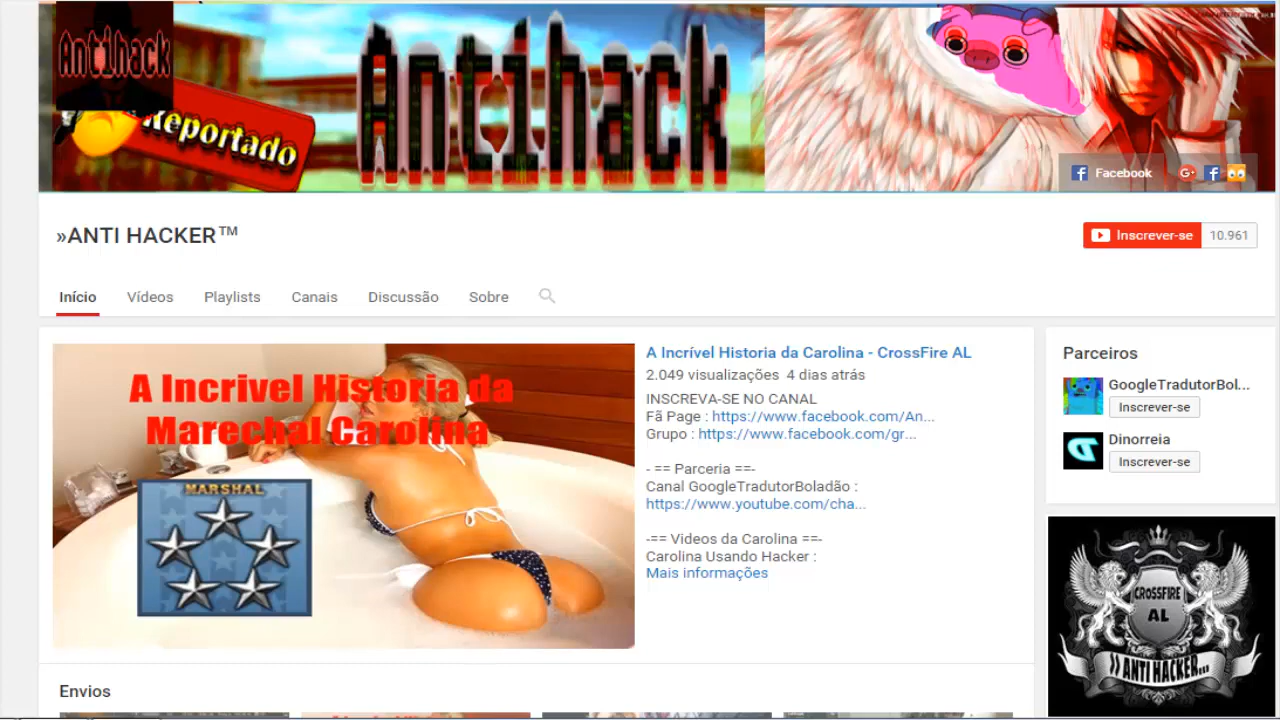 Antihack
Reportado
Antihack
Facebook
»ANTI HACKER™
Inscrever-se 10.961
Início Vídeos Playlists Canais Discussão Sobre
A Incrivel Historia da
Marechal Carolina
MARSHAL
A Incrível Historia da Carolina - CrossFire AL
2.049 visualizações 4 dias atrás
INSCREVA-SE NO CANAL
Fã Page : https://www.facebook.com/An...
Grupo : https://www.facebook.com/gr...
- == Parceria ==-
Canal GoogleTradutorBoladão :
https://www.youtube.com/cha...
-== Videos da Carolina ==-
Carolina Usando Hacker :
Mais informações
Parceiros
GoogleTradutorBol...
Inscrever-se
Dinorreia
Inscrever-se
CROSSFIRE
AL
)) ANTI HACKER...
Envios